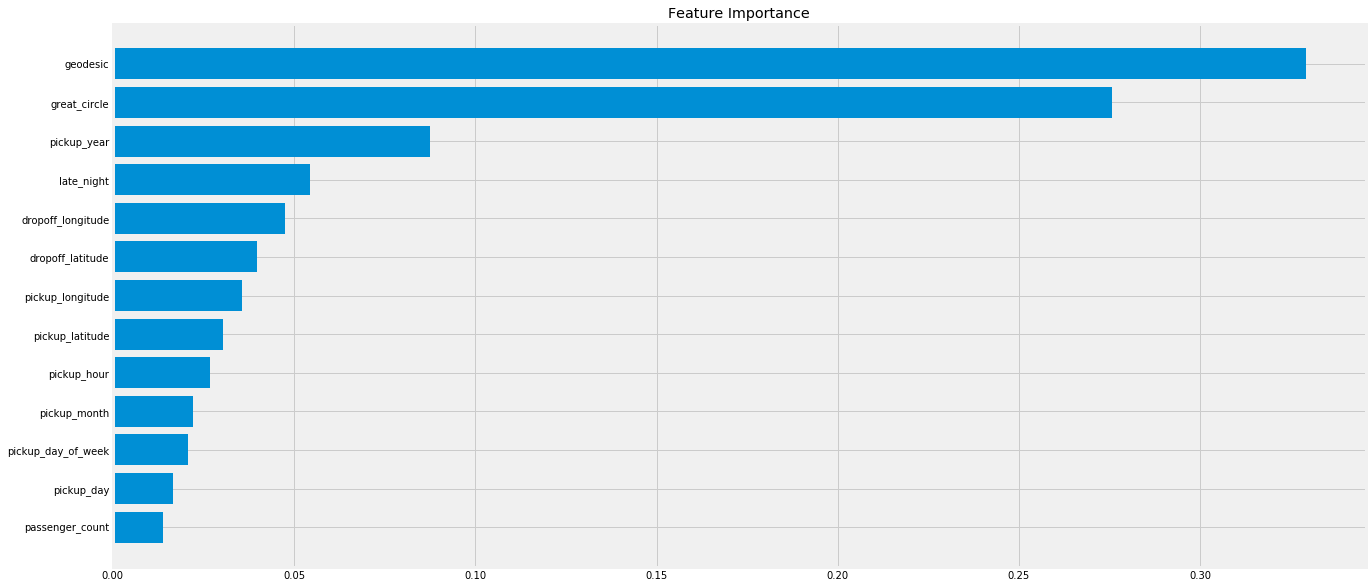 Feature Importance
geodesic
great_circle
pickup_year
late_night
dropoff_longitude
dropoff_latitude
pickup_longitude
pickup_latitude
pickup_hour
pickup_month
pickup_day_of_week
pickup_day
passenger_count
0.00 0.05 0.10 0.15 0.20 0.25 0.30